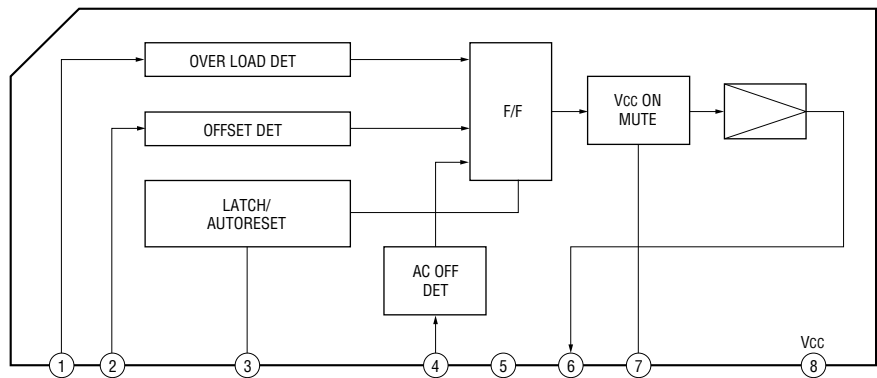 OVER LOAD DET
OFFSET DET
LATCH/
AUTORESET
F/F
AC OFF
DET
VCC ON
MUTE
VCC
1 2 3 4 5 6 7 8